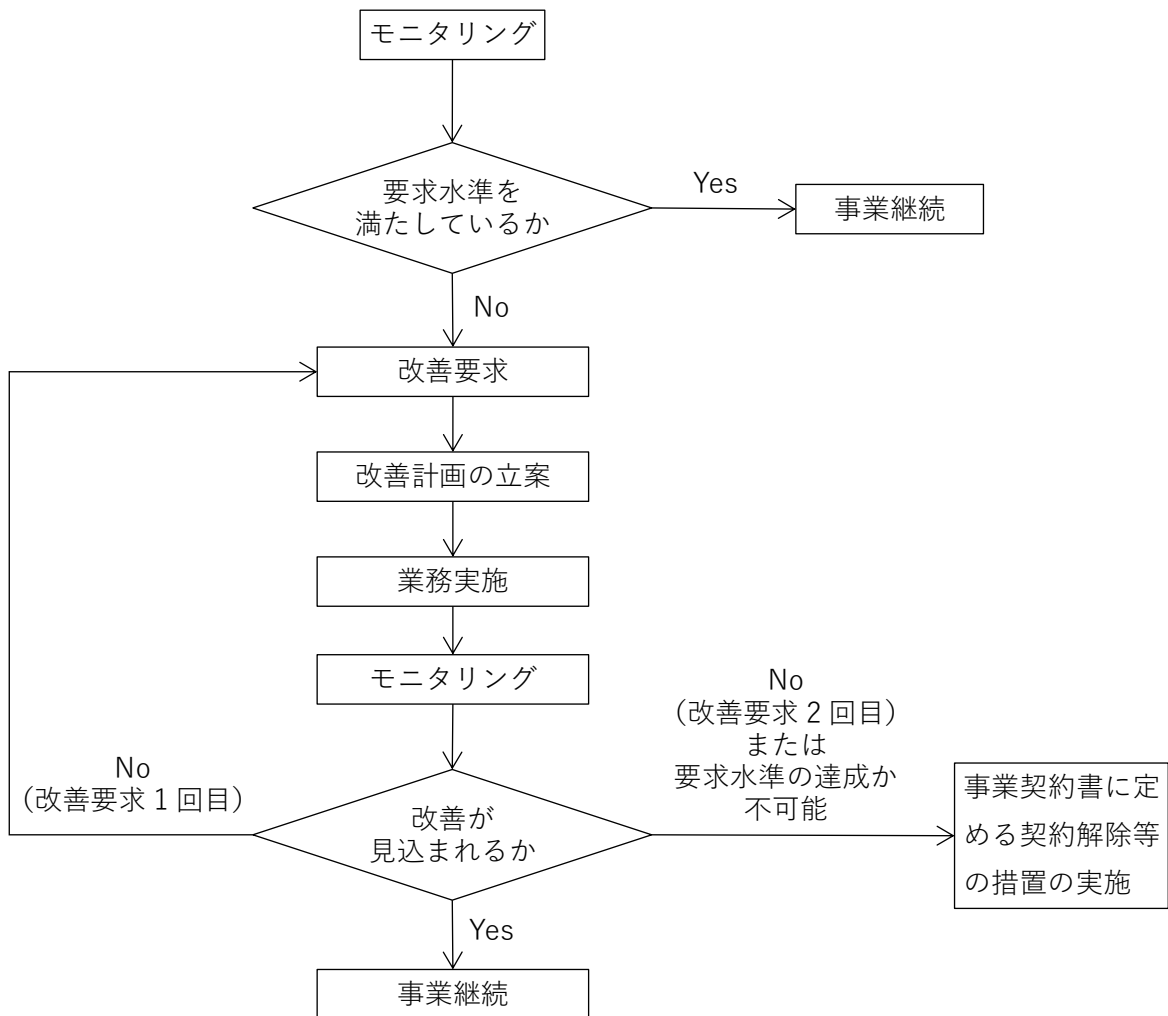 モニタリング
要求水準を
満たしているか
Yes
事業継続
No
改善要求
改善計画の立案
業務実施
モニタリング
No
(改善要求1回目)
改善が
見込まれるか
No
(改善要求2回目)
または
要求水準の達成か
不可能
事業契約書に定
める契約解除等
の措置の実施
Yes
事業継続